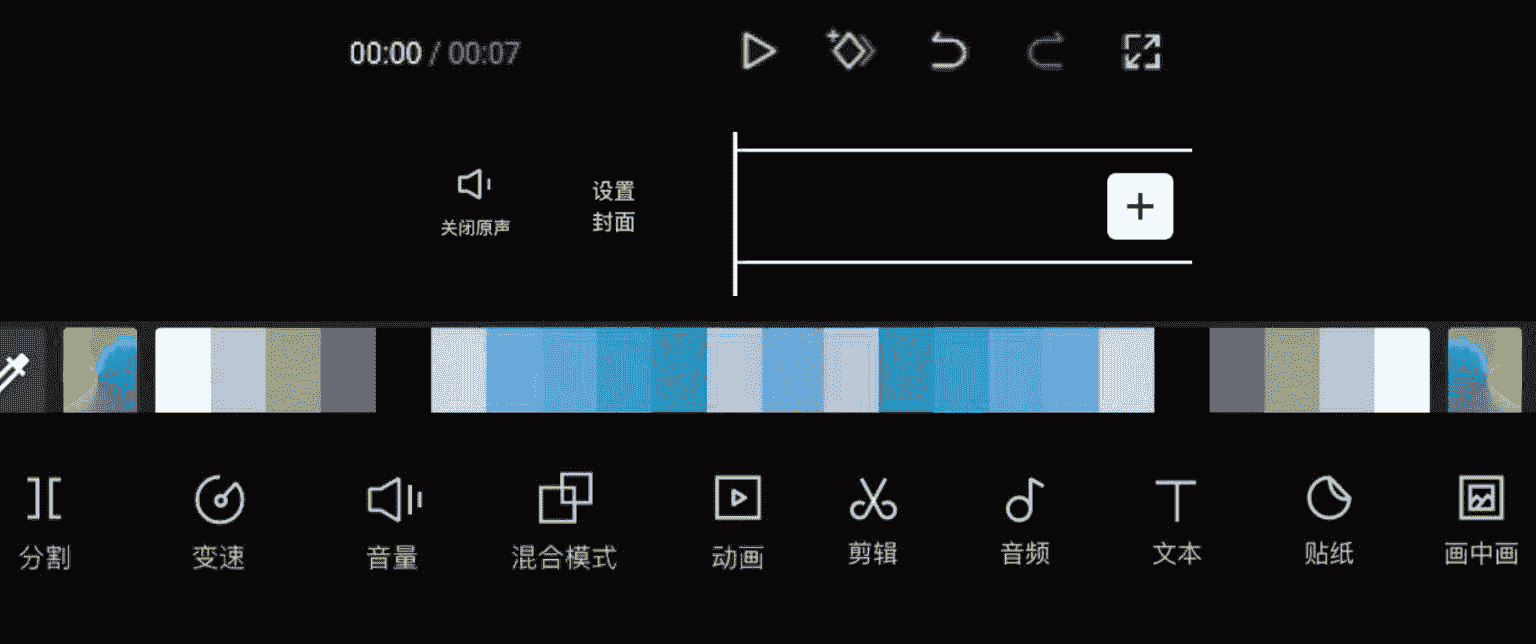 00:00 / 00:07
设置
封面
关闭原声
分割
变速
音量
混合模式
动画
剪辑
音频
文本
贴纸
画中画